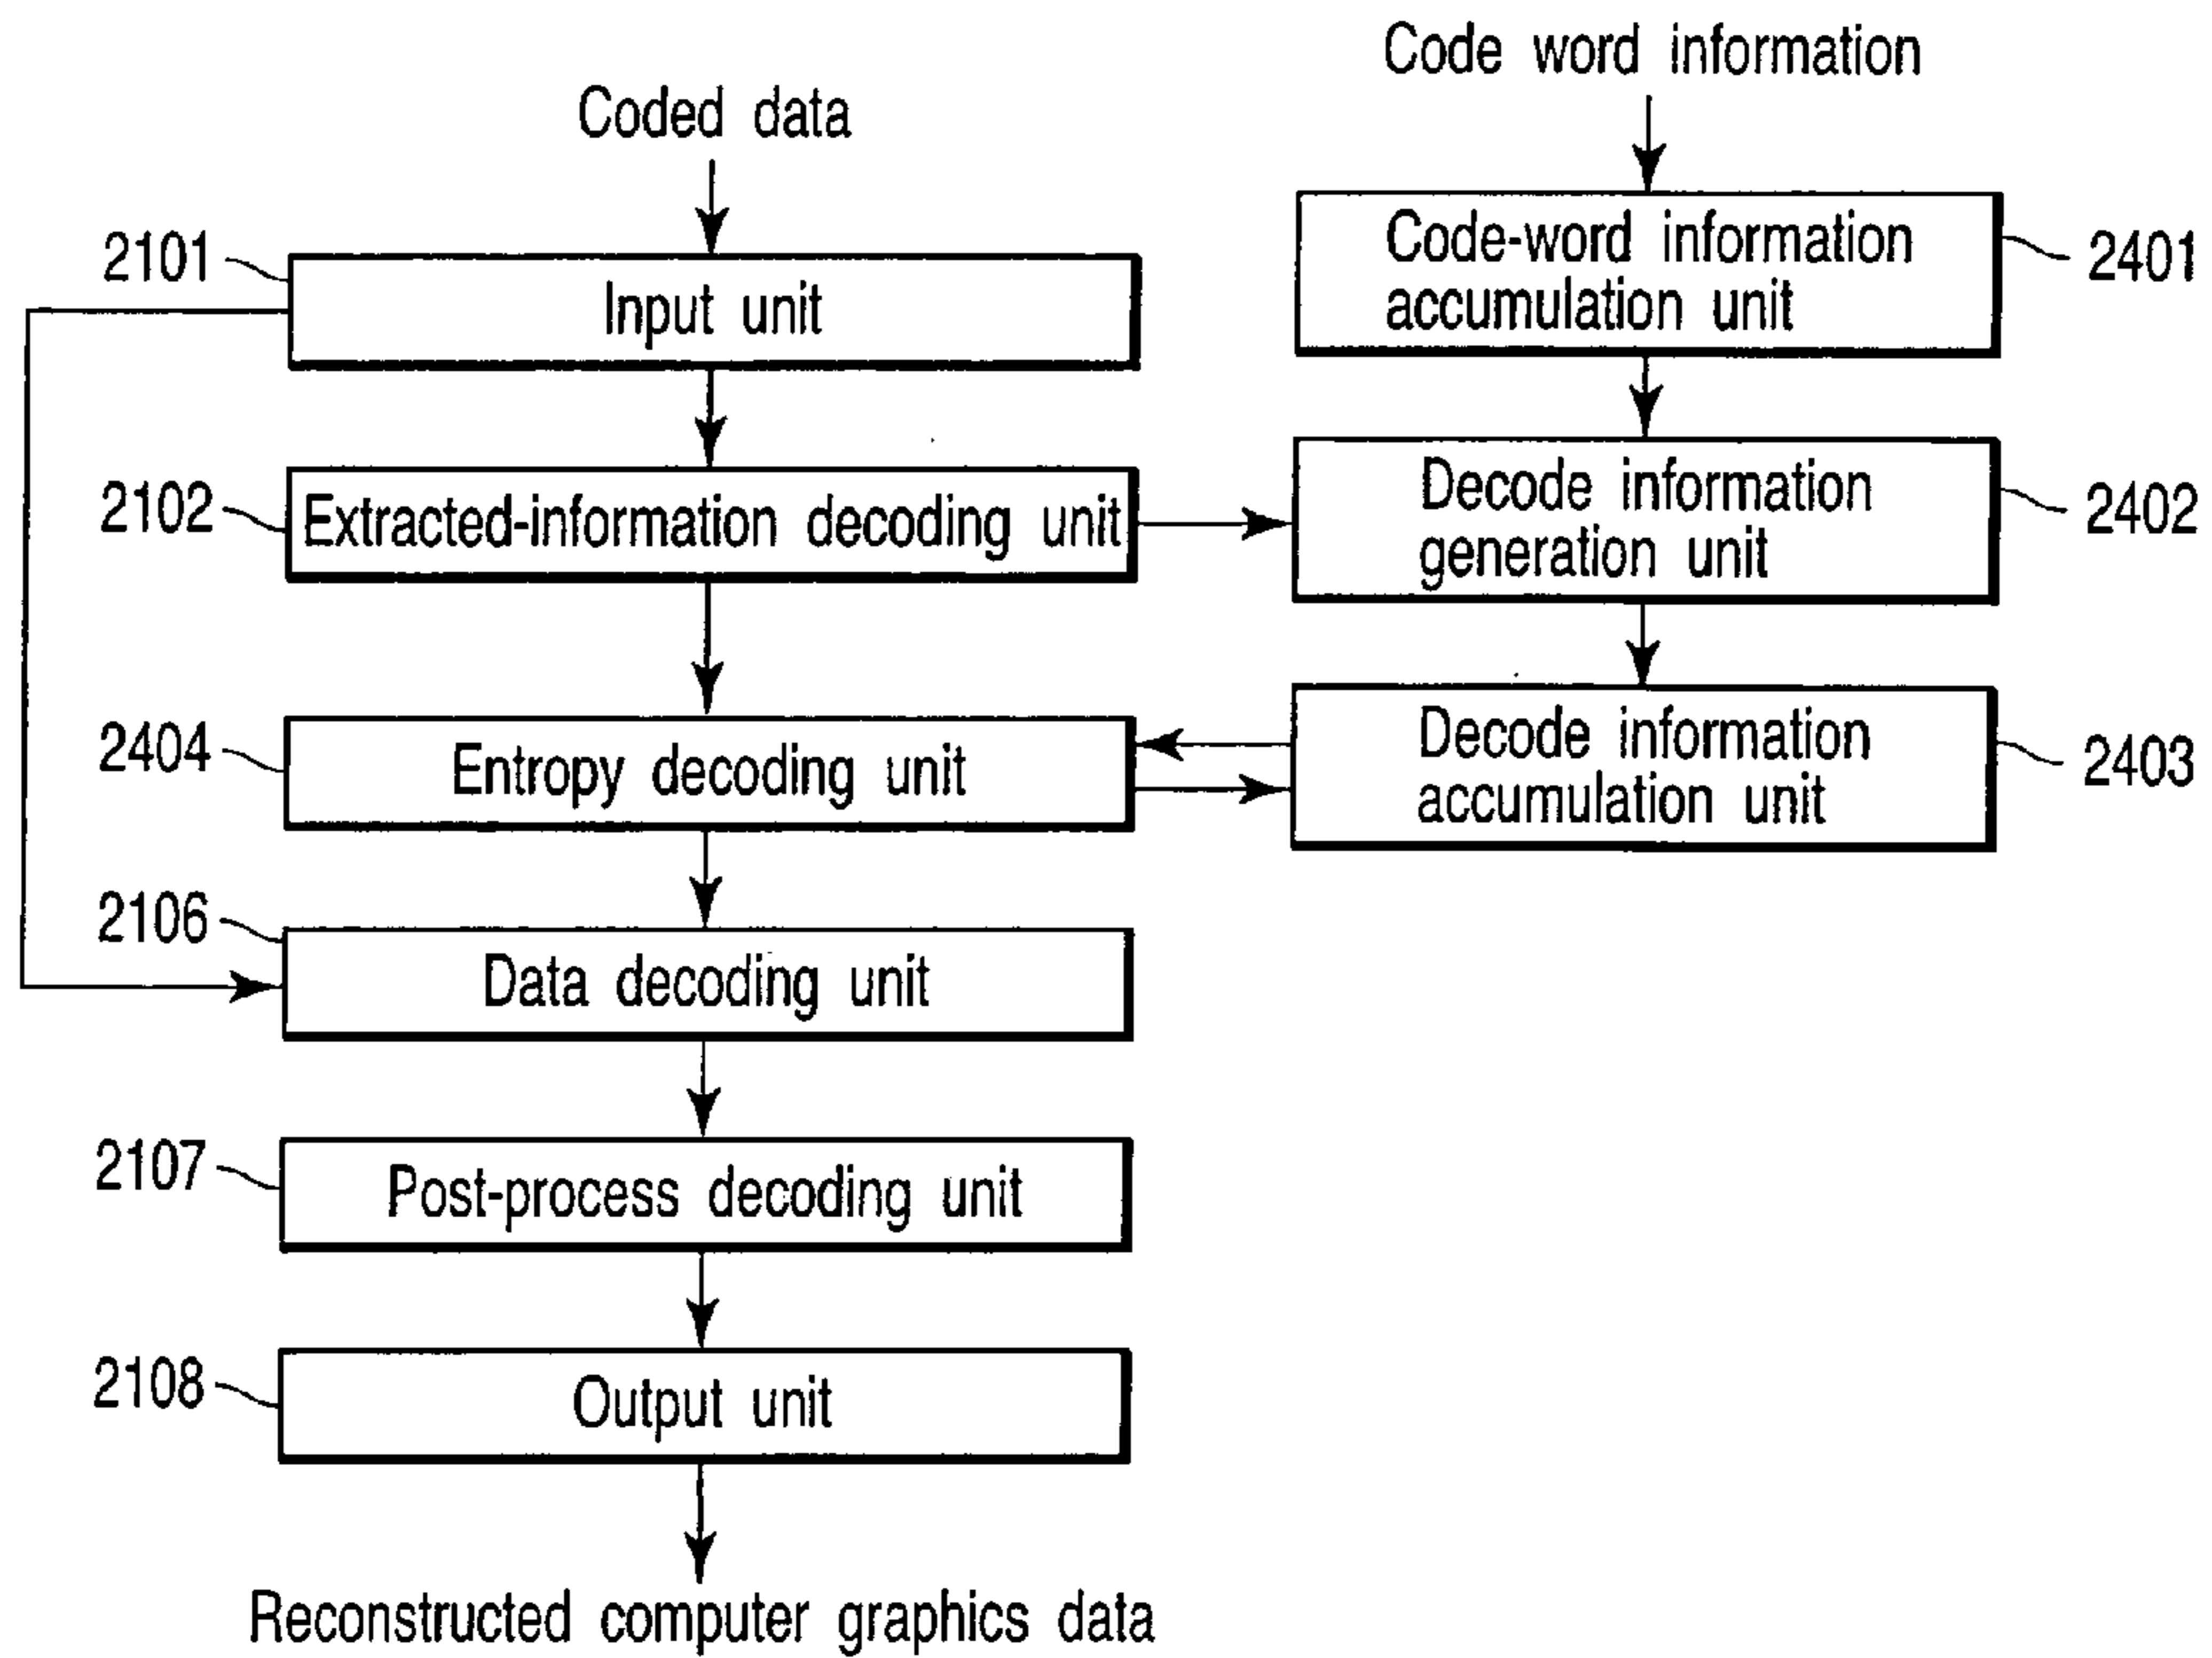 Code word information
Coded data
2101
Input unit
Code-word information
accumulation unit
2401
2102
Extracted-information decoding unit
Decode information
generation unit
2402
2404
Entropy decoding unit
Decode information
accumulation unit
2403
2106
Data decoding unit
2107
Post-process decoding unit
2108
Output unit
Reconstructed computer graphics data